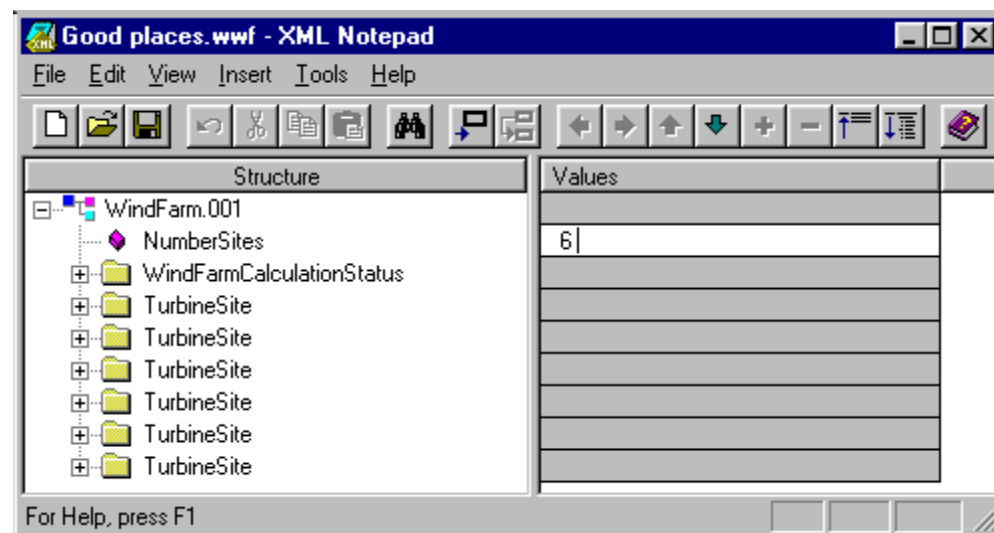 Good places.wwf - XML Notepad
File Edit View Insert Tools Help
Structure Values
WindFarm.001
NumberSites 6
WindFarmCalculationStatus
TurbineSite
TurbineSite
TurbineSite
TurbineSite
TurbineSite
TurbineSite
For Help, press F1